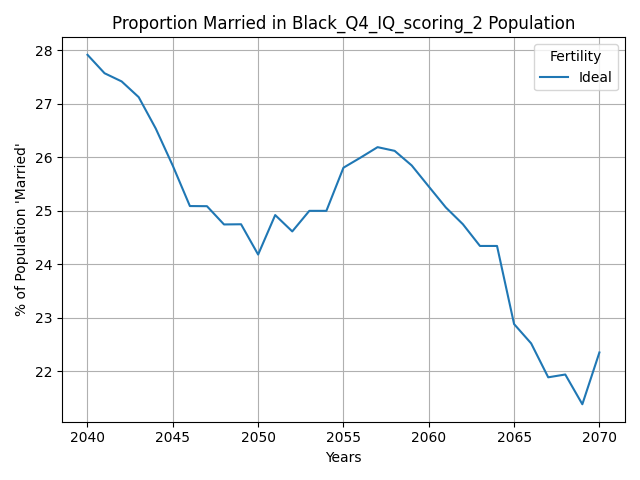 Proportion Married in Black_Q4_IQ_scoring_2 Population
Fertility
Ideal
% of Population 'Married'
28
27
26
25
24
23
22
2040 2045 2050 2055 2060 2065 2070
Years